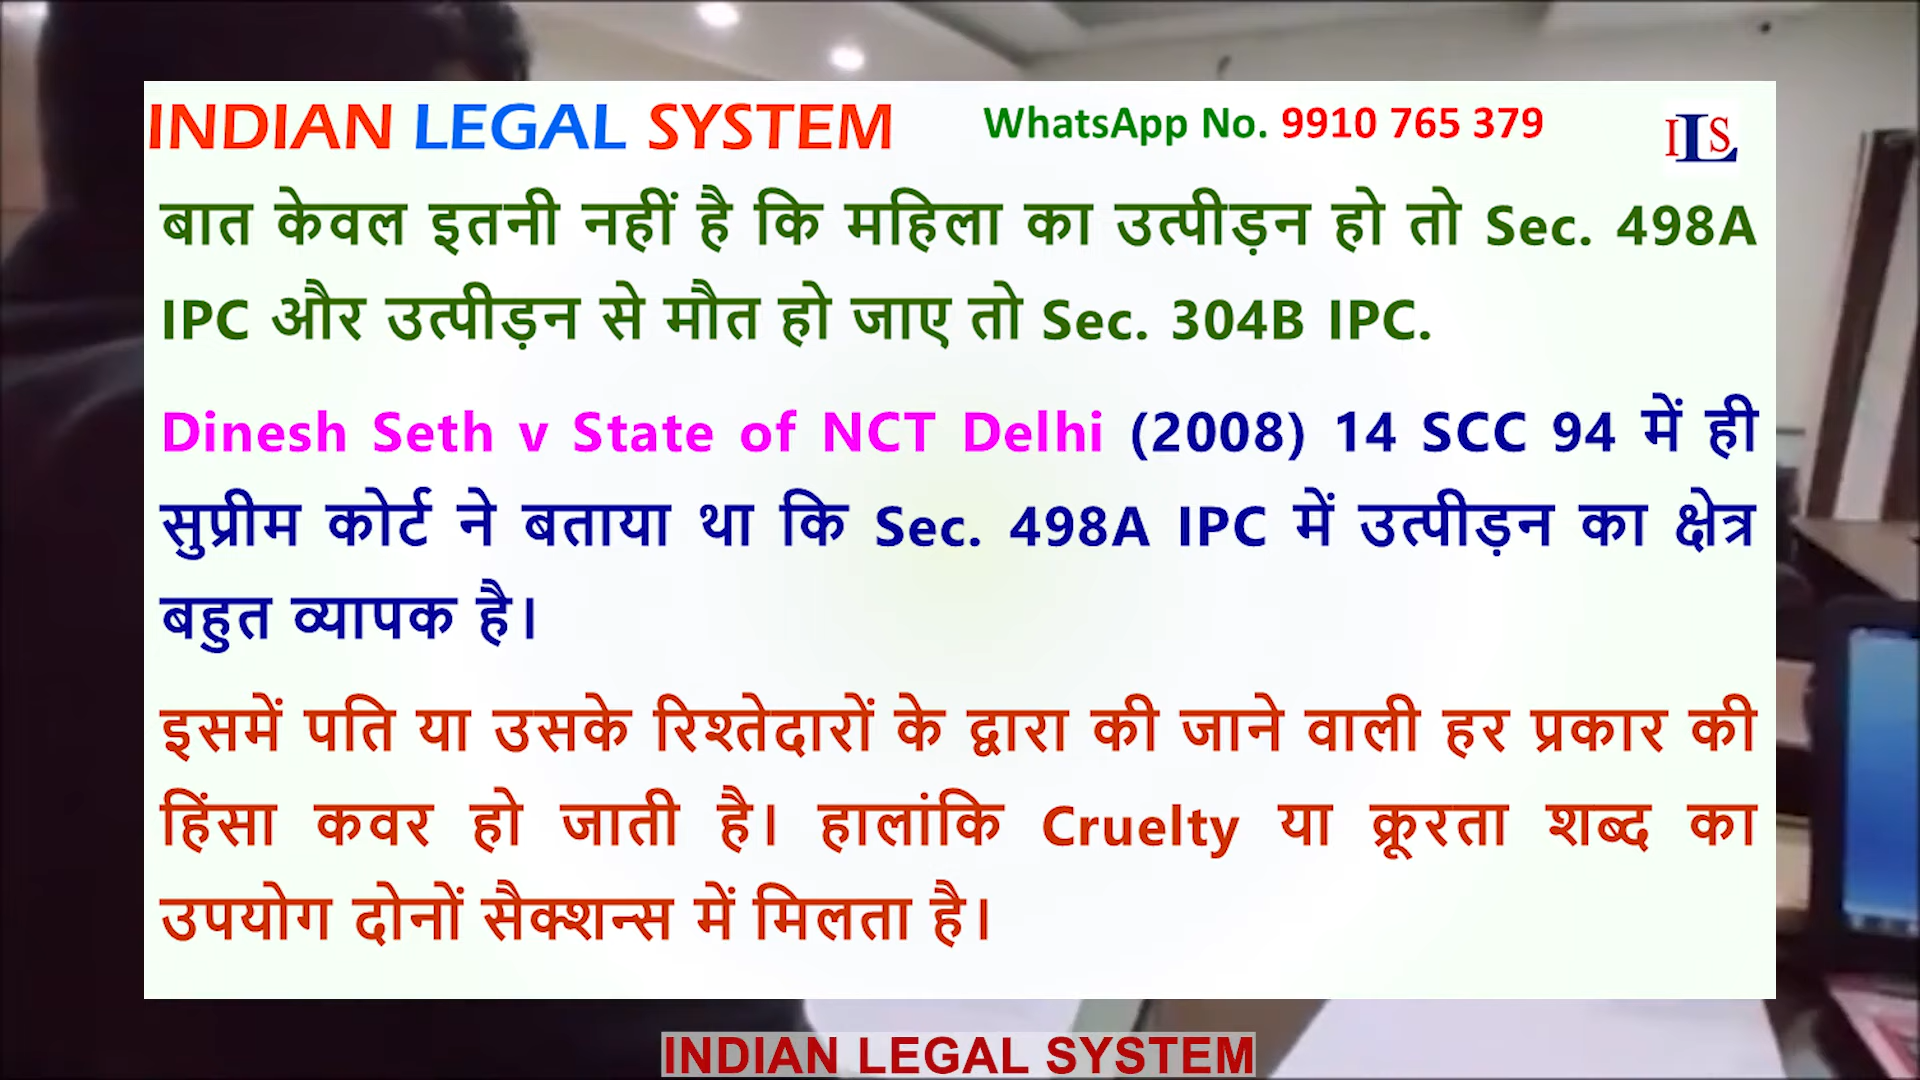 INDIAN LEGAL SYSTEM WhatsApp No. 9910 765 379 ILS
बात केवल इतनी नहीं है कि महिला का उत्पीड़न हो तो Sec. 498A
IPC और उत्पीड़न से मौत हो जाए तो Sec. 304B IPC.
Dinesh Seth v State of NCT Delhi (2008) 14 SCC 94 में ही
सुप्रीम कोर्ट ने बताया था कि Sec. 498A IPC में उत्पीड़न का क्षेत्र
बहुत व्यापक है।
इसमें पति या उसके रिश्तेदारों के द्वारा की जाने वाली हर प्रकार की
हिंसा कवर हो जाती है। हालांकि Cruelty या क्रूरता शब्द का
उपयोग दोनों सैक्शन्स में मिलता है।
INDIAN LEGAL SYSTEM